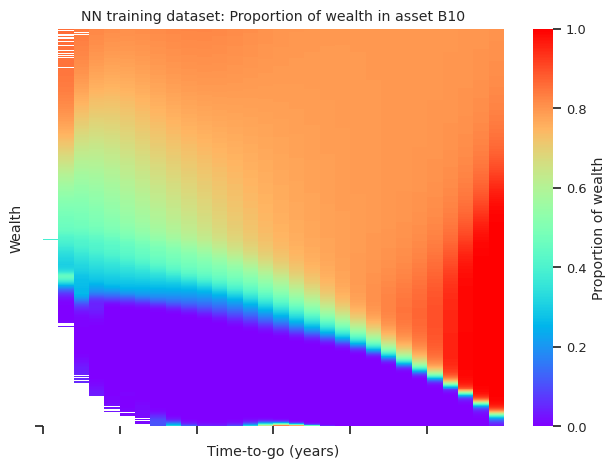 NN training dataset: Proportion of wealth in asset B10
Wealth
Time-to-go (years)
1.0
0.8
0.6
0.4
0.2
0.0
Proportion of wealth